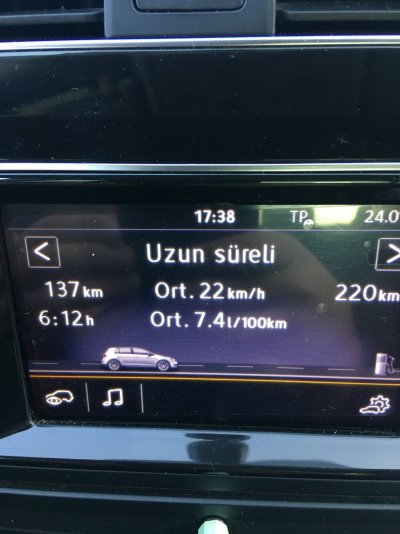 17:38 TP 24.0
< Uzun süreli >
137 km Ort. 22 km/h 220 km
6:12 h Ort. 7.4 l/100km